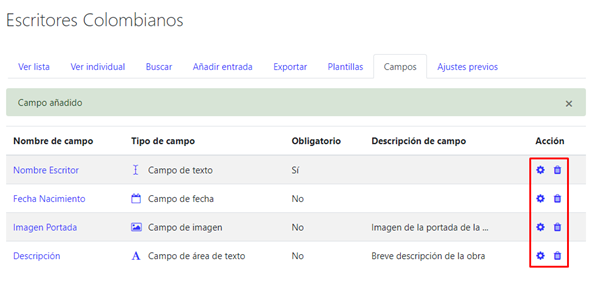 Escritores Colombianos
Ver lista Ver individual Buscar Añadir entrada Exportar Plantillas Campos Ajustes previos
Campo añadido ×
Nombre de campo Tipo de campo Obligatorio Descripción de campo Acción
Nombre Escritor Campo de texto Sí
Fecha Nacimiento Campo de fecha No
Imagen Portada Campo de imagen No Imagen de la portada de la ...
Descripción Campo de área de texto No Breve descripción de la obra